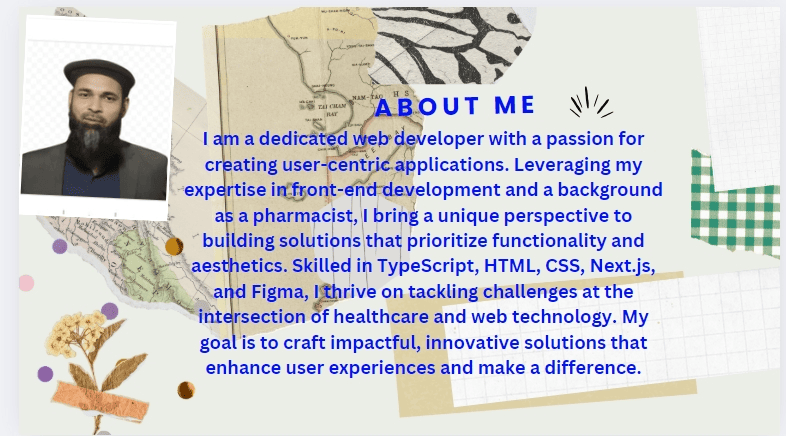 ABOUT ME
I am a dedicated web developer with a passion for
creating user-centric applications. Leveraging my
expertise in front-end development and a background
as a pharmacist, I bring a unique perspective to
building solutions that prioritize functionality and
aesthetics. Skilled in TypeScript, HTML, CSS, Next.js,
and Figma, I thrive on tackling challenges at the
intersection of healthcare and web technology. My
goal is to craft impactful, innovative solutions that
enhance user experiences and make a difference.
TAI CHAM
BAY